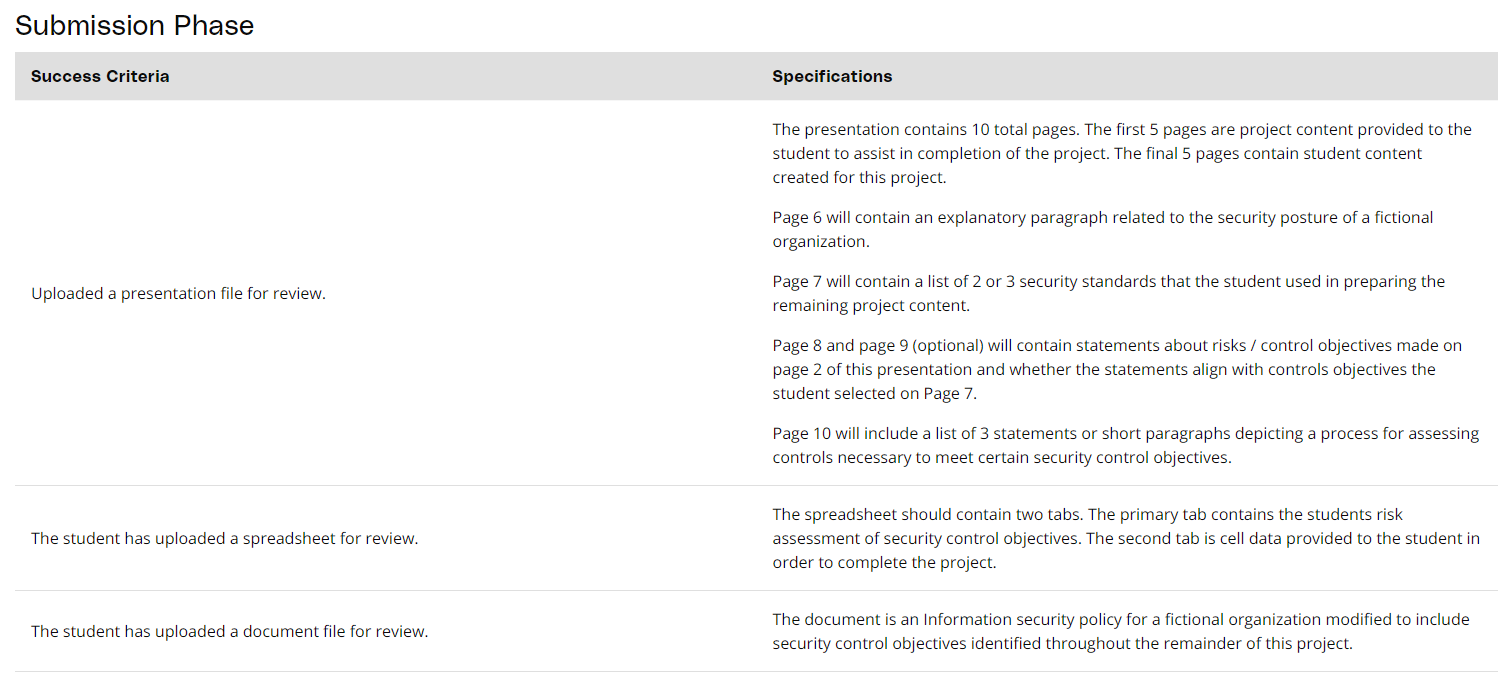 Submission Phase
Success Criteria
Specifications
Uploaded a presentation file for review.
The presentation contains 10 total pages. The first 5 pages are project content provided to the
student to assist in completion of the project. The final 5 pages contain student content
created for this project.
Page 6 will contain an explanatory paragraph related to the security posture of a fictional
organization.
Page 7 will contain a list of 2 or 3 security standards that the student used in preparing the
remaining project content.
Page 8 and page 9 (optional) will contain statements about risks / control objectives made on
page 2 of this presentation and whether the statements align with controls objectives the
student selected on Page 7.
Page 10 will include a list of 3 statements or short paragraphs depicting a process for assessing
controls necessary to meet certain security control objectives.
The student has uploaded a spreadsheet for review.
The spreadsheet should contain two tabs. The primary tab contains the students risk
assessment of security control objectives. The second tab is cell data provided to the student in
order to complete the project.
The student has uploaded a document file for review.
The document is an Information security policy for a fictional organization modified to include
security control objectives identified throughout the remainder of this project.